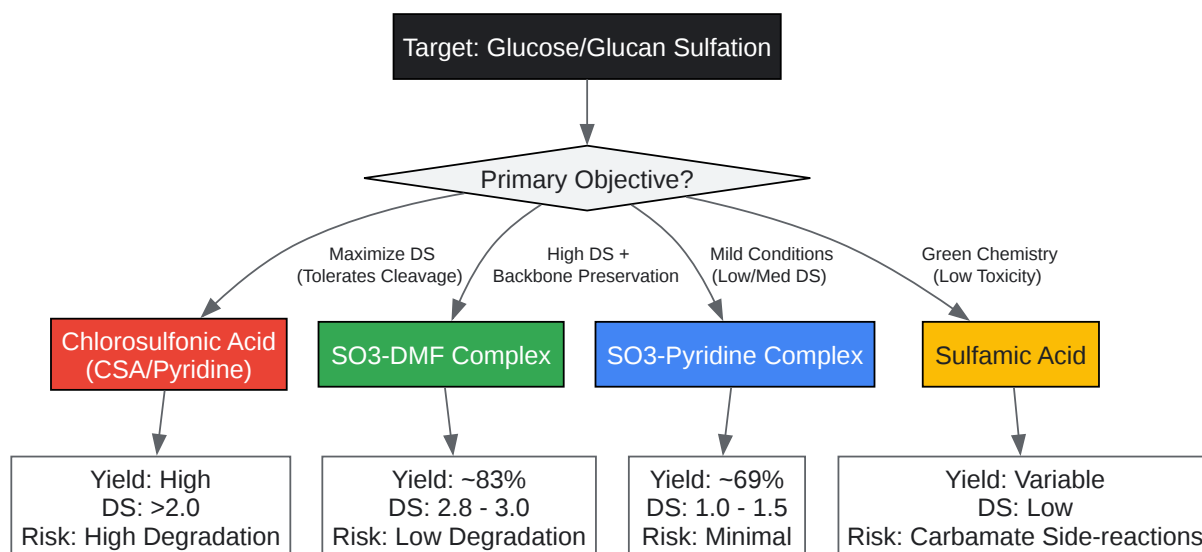 Target: Glucose/Glucan Sulfation
Primary Objective?
Maximize DS
(Tolerates Cleavage)
High DS +
Backbone Preservation
Mild Conditions
(Low/Med DS)
Green Chemistry
(Low Toxicity)
Chlorosulfonic Acid
(CSA/Pyridine)
SO3-DMF Complex
SO3-Pyridine Complex
Sulfamic Acid
Yield: High
DS: >2.0
Risk: High Degradation
Yield: ~83%
DS: 2.8 - 3.0
Risk: Low Degradation
Yield: ~69%
DS: 1.0 - 1.5
Risk: Minimal
Yield: Variable
DS: Low
Risk: Carbamate Side-reactions